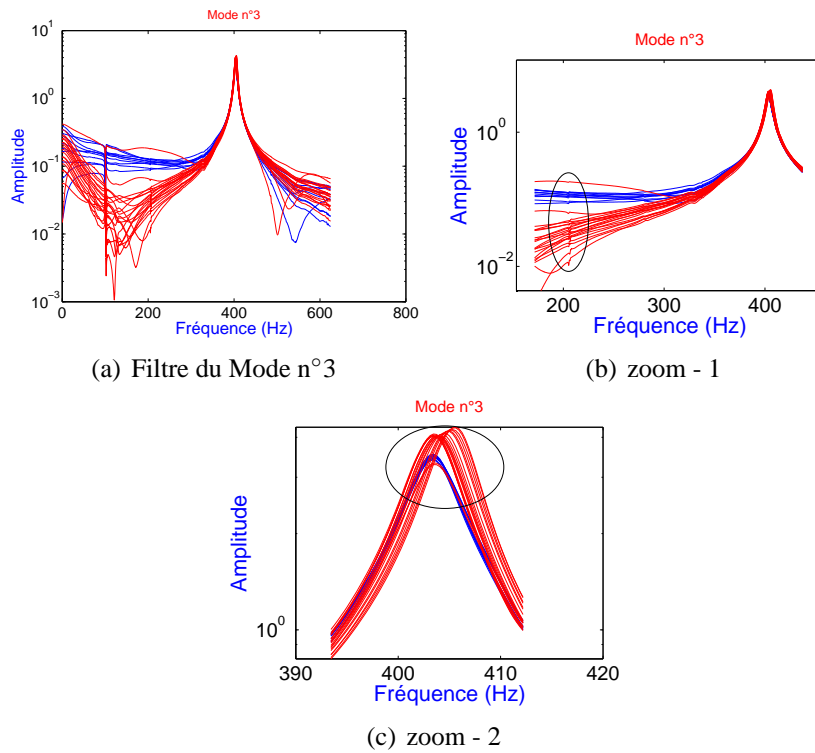 Mode n°3
Amplitude
10^1
10^0
10^-1
10^-2
10^-3
0
200
400
600
800
Fréquence (Hz)
(a) Filtre du Mode n°3
Mode n°3
Amplitude
10^0
10^-2
200
300
400
Fréquence (Hz)
(b) zoom - 1
Mode n°3
Amplitude
10^0
390
400
410
420
Fréquence (Hz)
(c) zoom - 2